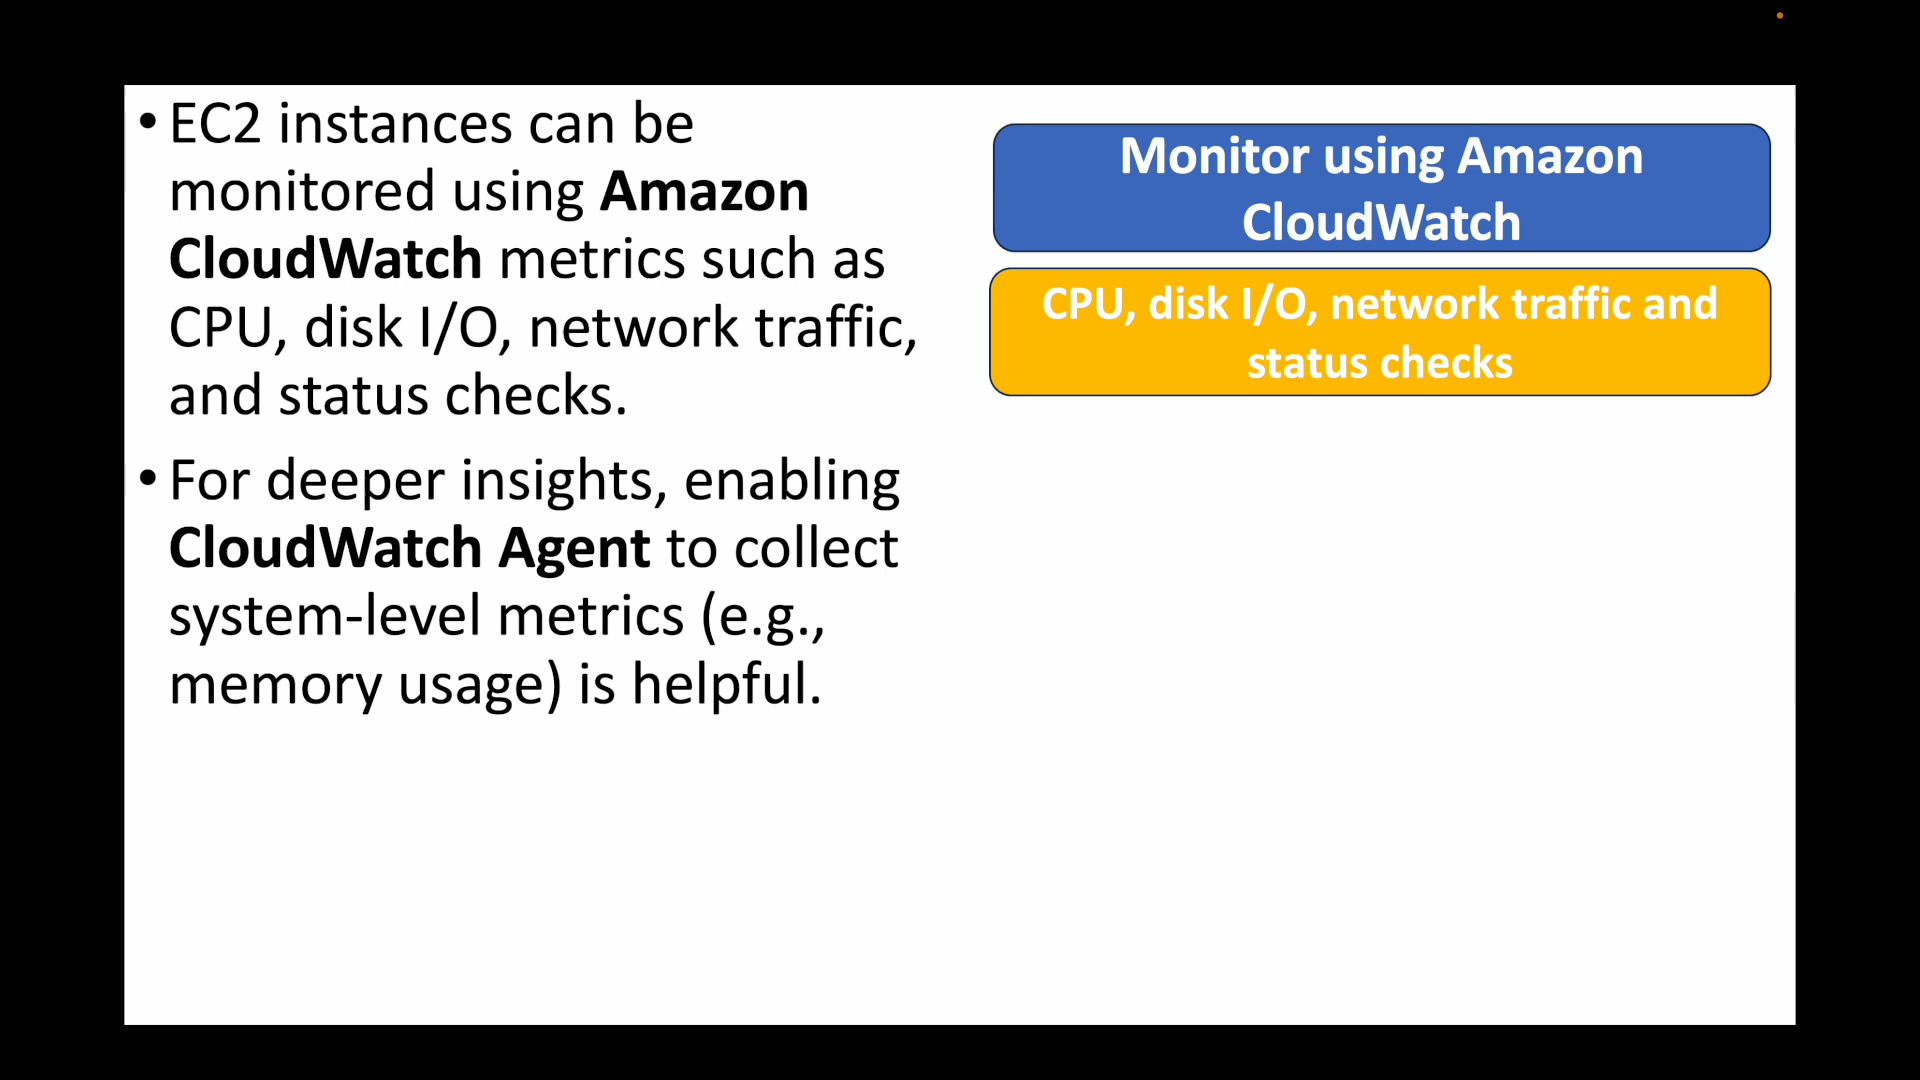 • EC2 instances can be
monitored using Amazon
CloudWatch metrics such as
CPU, disk I/O, network traffic,
and status checks.
• For deeper insights, enabling
CloudWatch Agent to collect
system-level metrics (e.g.,
memory usage) is helpful.
Monitor using Amazon
CloudWatch
CPU, disk I/O, network traffic and
status checks